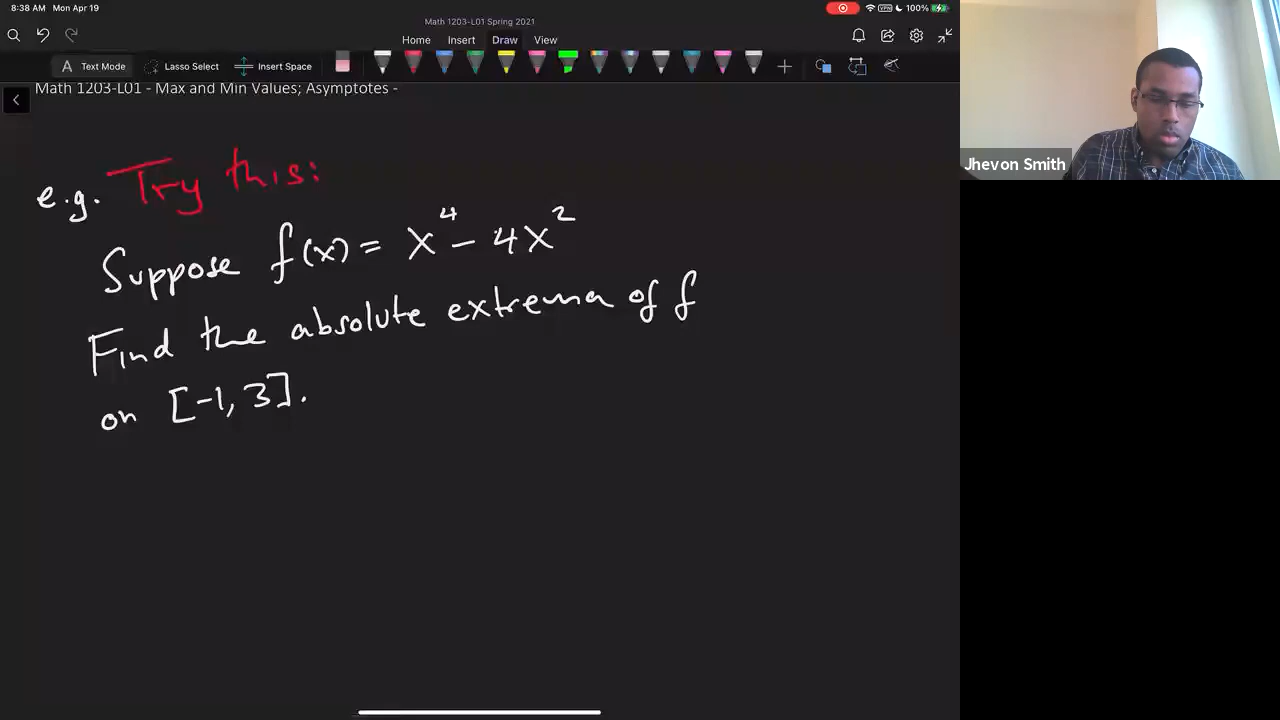 8:38 AM Mon Apr 19
VPN 100%
Math 1203-L01 Spring 2021
Home Insert Draw View
A Text Mode Lasso Select Insert Space
Math 1203-L01 - Max and Min Values; Asymptotes -
e.g. Try this:
Suppose f(x) = x⁴ - 4x²
Find the absolute extrema of f
on [-1, 3].
Jhevon Smith